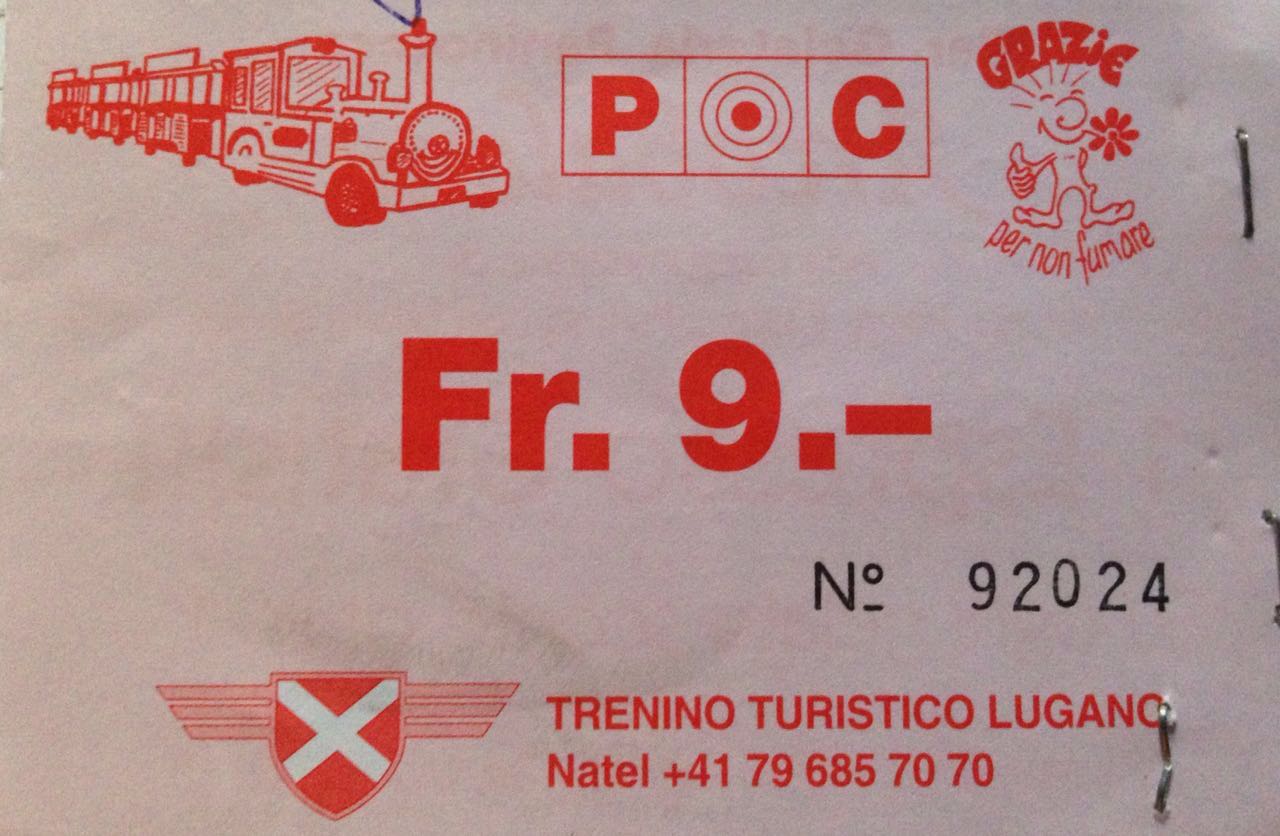 P C
GRAZIE
per non fumare
Fr. 9.–
Nº 92024
TRENINO TURISTICO LUGANO
Natel +41 79 685 70 70